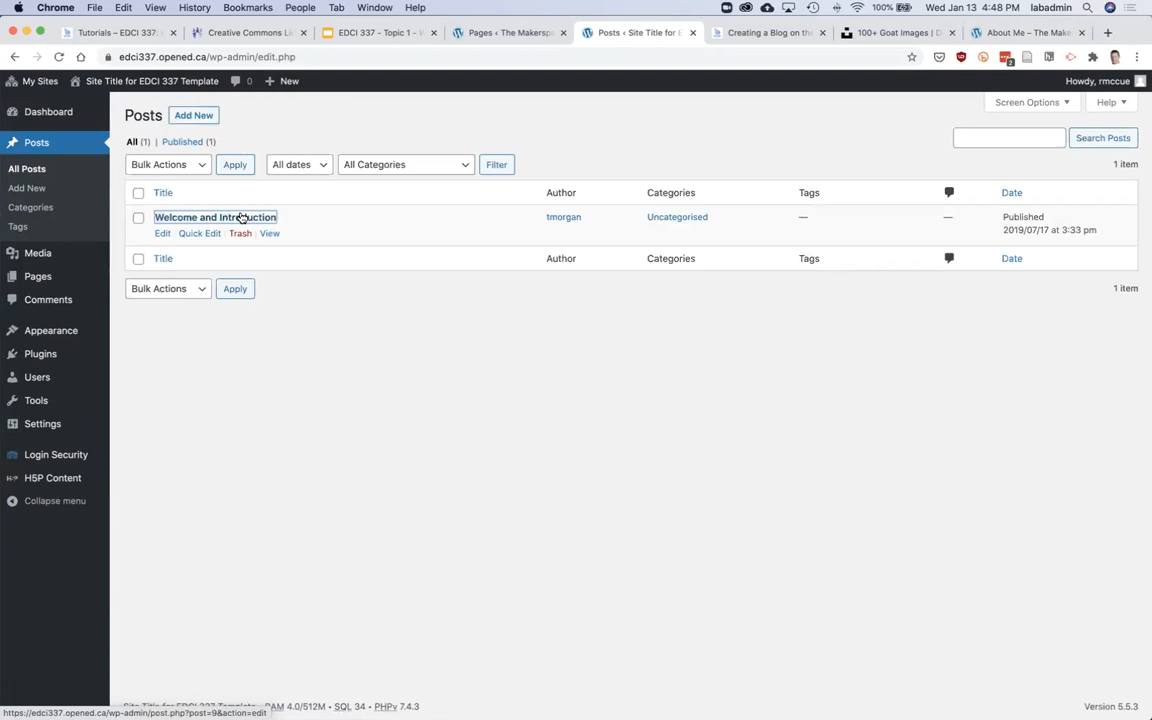 Chrome File Edit View History Bookmarks People Tab Window Help 100% Wed Jan 13 4:48 PM labadmin
Tutorials – EDCI 337: Creative Commons Li EDCI 337 - Topic 1 - W Pages ‹ The Makersp Posts ‹ Site Title for E Creating a Blog on th 100+ Goat Images | D About Me – The Make
edci337.opened.ca/wp-admin/edit.php 2
My Sites Site Title for EDCI 337 Template 0 New Howdy, rmccue
Dashboard
Posts
All Posts
Add New
Categories
Tags
Media
Pages
Comments
Appearance
Plugins
Users
Tools
Settings
Login Security
H5P Content
Collapse menu
Posts Add New Screen Options Help
All (1) | Published (1) Search Posts
Bulk Actions Apply All dates All Categories Filter 1 item
Title Author Categories Tags Date
Welcome and Introduction tmorgan Uncategorised — — Published
Edit | Quick Edit | Trash | View 2019/07/17 at 3:33 pm
Title Author Categories Tags Date
Bulk Actions Apply 1 item
https://edci337.opened.ca/wp-admin/post.php?post=9&action=edit
Site Title for EDCI 337 Template RAM 4.0/512M SQL 34 PHPv 7.4.3 Version 5.5.3